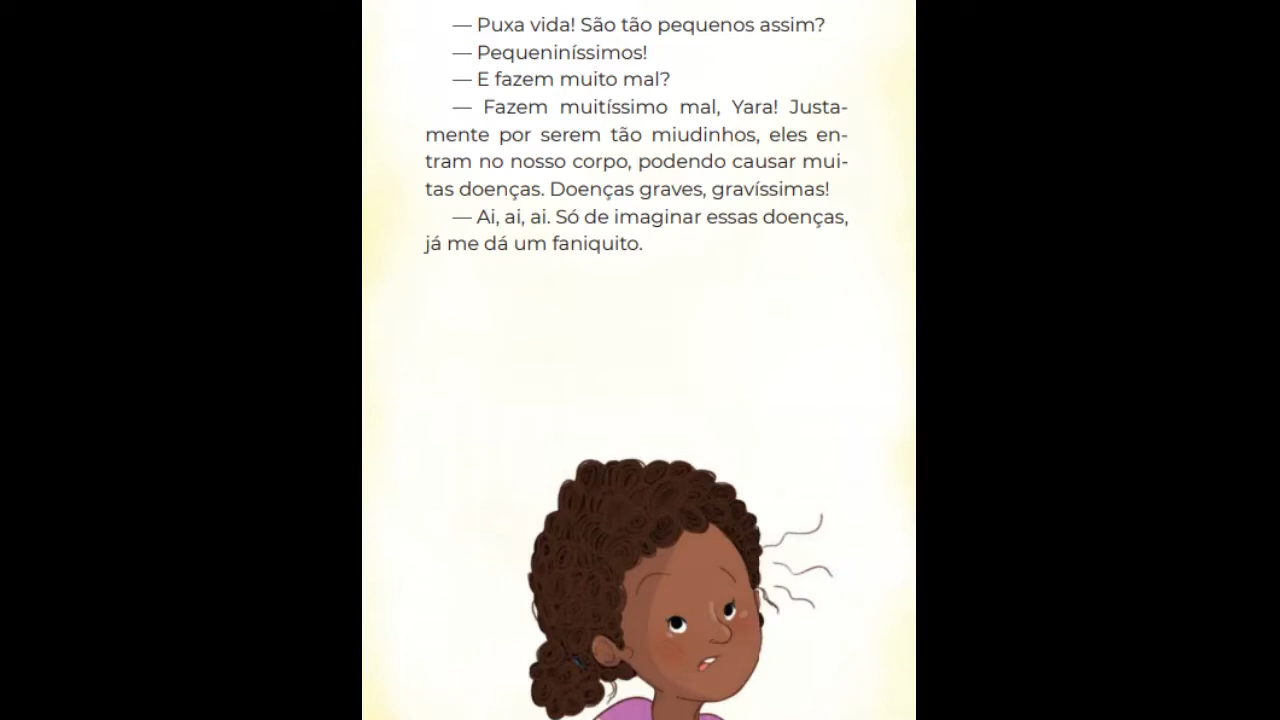 — Puxa vida! São tão pequenos assim?
— Pequeniníssimos!
— E fazem muito mal?
— Fazem muitíssimo mal, Yara! Justa-
mente por serem tão miudinhos, eles en-
tram no nosso corpo, podendo causar mui-
tas doenças. Doenças graves, gravíssimas!
— Ai, ai, ai. Só de imaginar essas doenças,
já me dá um faniquito.